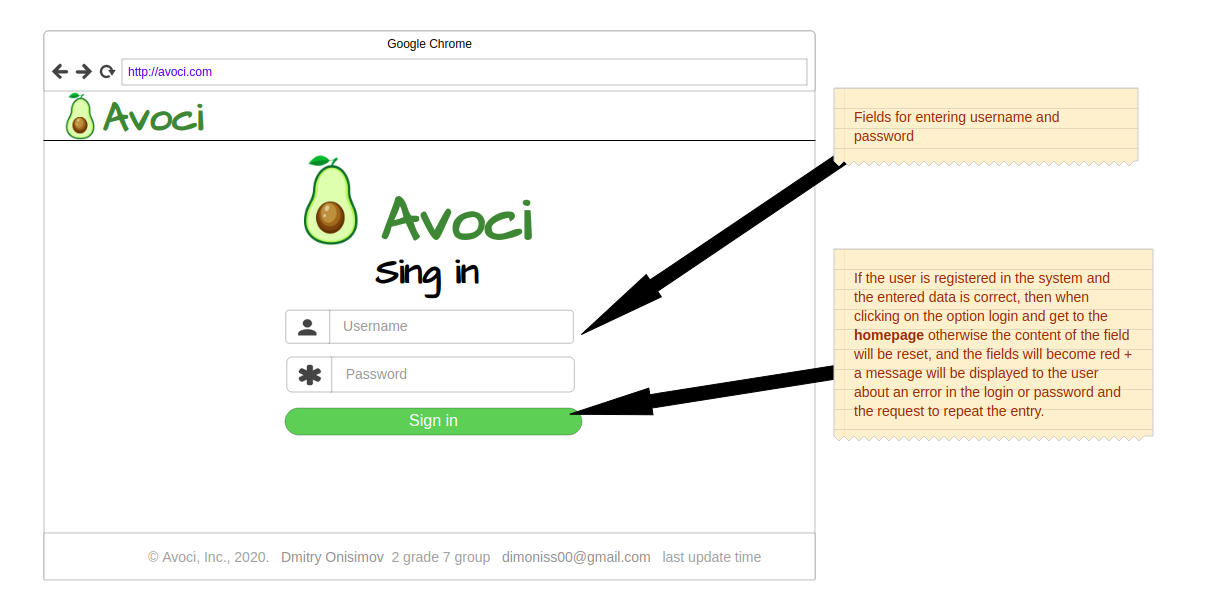 Google Chrome
http://avoci.com
Avoci
Avoci
Sing in
Username
Password
Sign in
© Avoci, Inc., 2020. Dmitry Onisimov 2 grade 7 group dimoniss00@gmail.com last update time
Fields for entering username and
password
If the user is registered in the system and
the entered data is correct, then when
clicking on the option login and get to the
homepage otherwise the content of the field
will be reset, and the fields will become red +
a message will be displayed to the user
about an error in the login or password and
the request to repeat the entry.